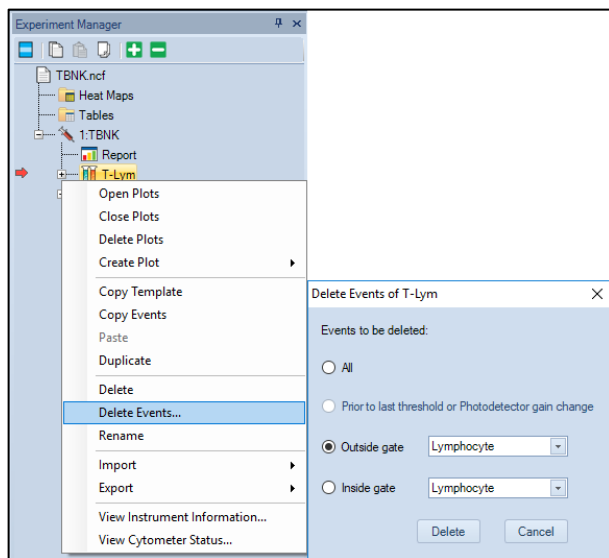 Experiment Manager
TBNK.ncf
Heat Maps
Tables
1:TBNK
Report
T-Lym
Open Plots
Close Plots
Delete Plots
Create Plot
Copy Template
Copy Events
Paste
Duplicate
Delete
Delete Events...
Rename
Import
Export
View Instrument Information...
View Cytometer Status...
Delete Events of T-Lym
Events to be deleted:
All
Prior to last threshold or Photodetector gain change
Outside gate Lymphocyte
Inside gate Lymphocyte
Delete Cancel